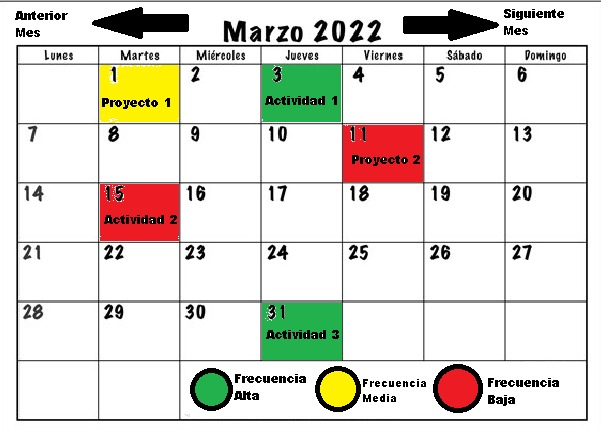 Anterior
Mes
Marzo 2022
Siguiente
Mes
Lunes Martes Miércoles Jueves Viernes Sábado Domingo
1 2 3 4 5 6
Proyecto 1 Actividad 1
7 8 9 10 11 12 13
Proyecto 2
14 15 16 17 18 19 20
Actividad 2
21 22 23 24 25 26 27
28 29 30 31
Actividad 3
Frecuencia
Alta
Frecuencia
Media
Frecuencia
Baja